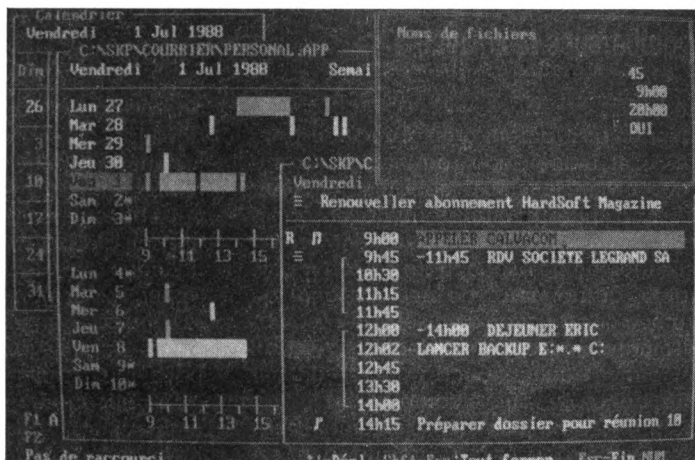 Calendrier
Vendredi 1 Jul 1988
C:\SKP\COURRIER\PERSONAL.APP
Vendredi 1 Jul 1988 Semai
Dim
26 Lun 27
Mar 28
3 Mer 29
Jeu 30
10
Sam 2*
17 Dim 3*
9 11 13 15
24
Lun 4*
31 Mar 5
Mer 6
Jeu 7
Ven 8
Sam 9*
Dim 10*
9 11 13 15
F1 A
F2
Pas de raccourci
Noms de fichiers
45
9h00
20h00
OUI
C:\SKP\C
Vendredi
≡ Renouveller abonnement HardSoft Magazine
R ♫ 9h00 APPELER CALVACOM
≡ 9h45 -11h45 RDV SOCIETE LEGRAND SA
10h30
11h15
11h45
12h00 -14h00 DEJEUNER ERIC
12h02 LANCER BACKUP E:*.* C:
12h45
13h30
14h00
♪ 14h15 Préparer dossier pour réunion 18
Esc-Fin NUM